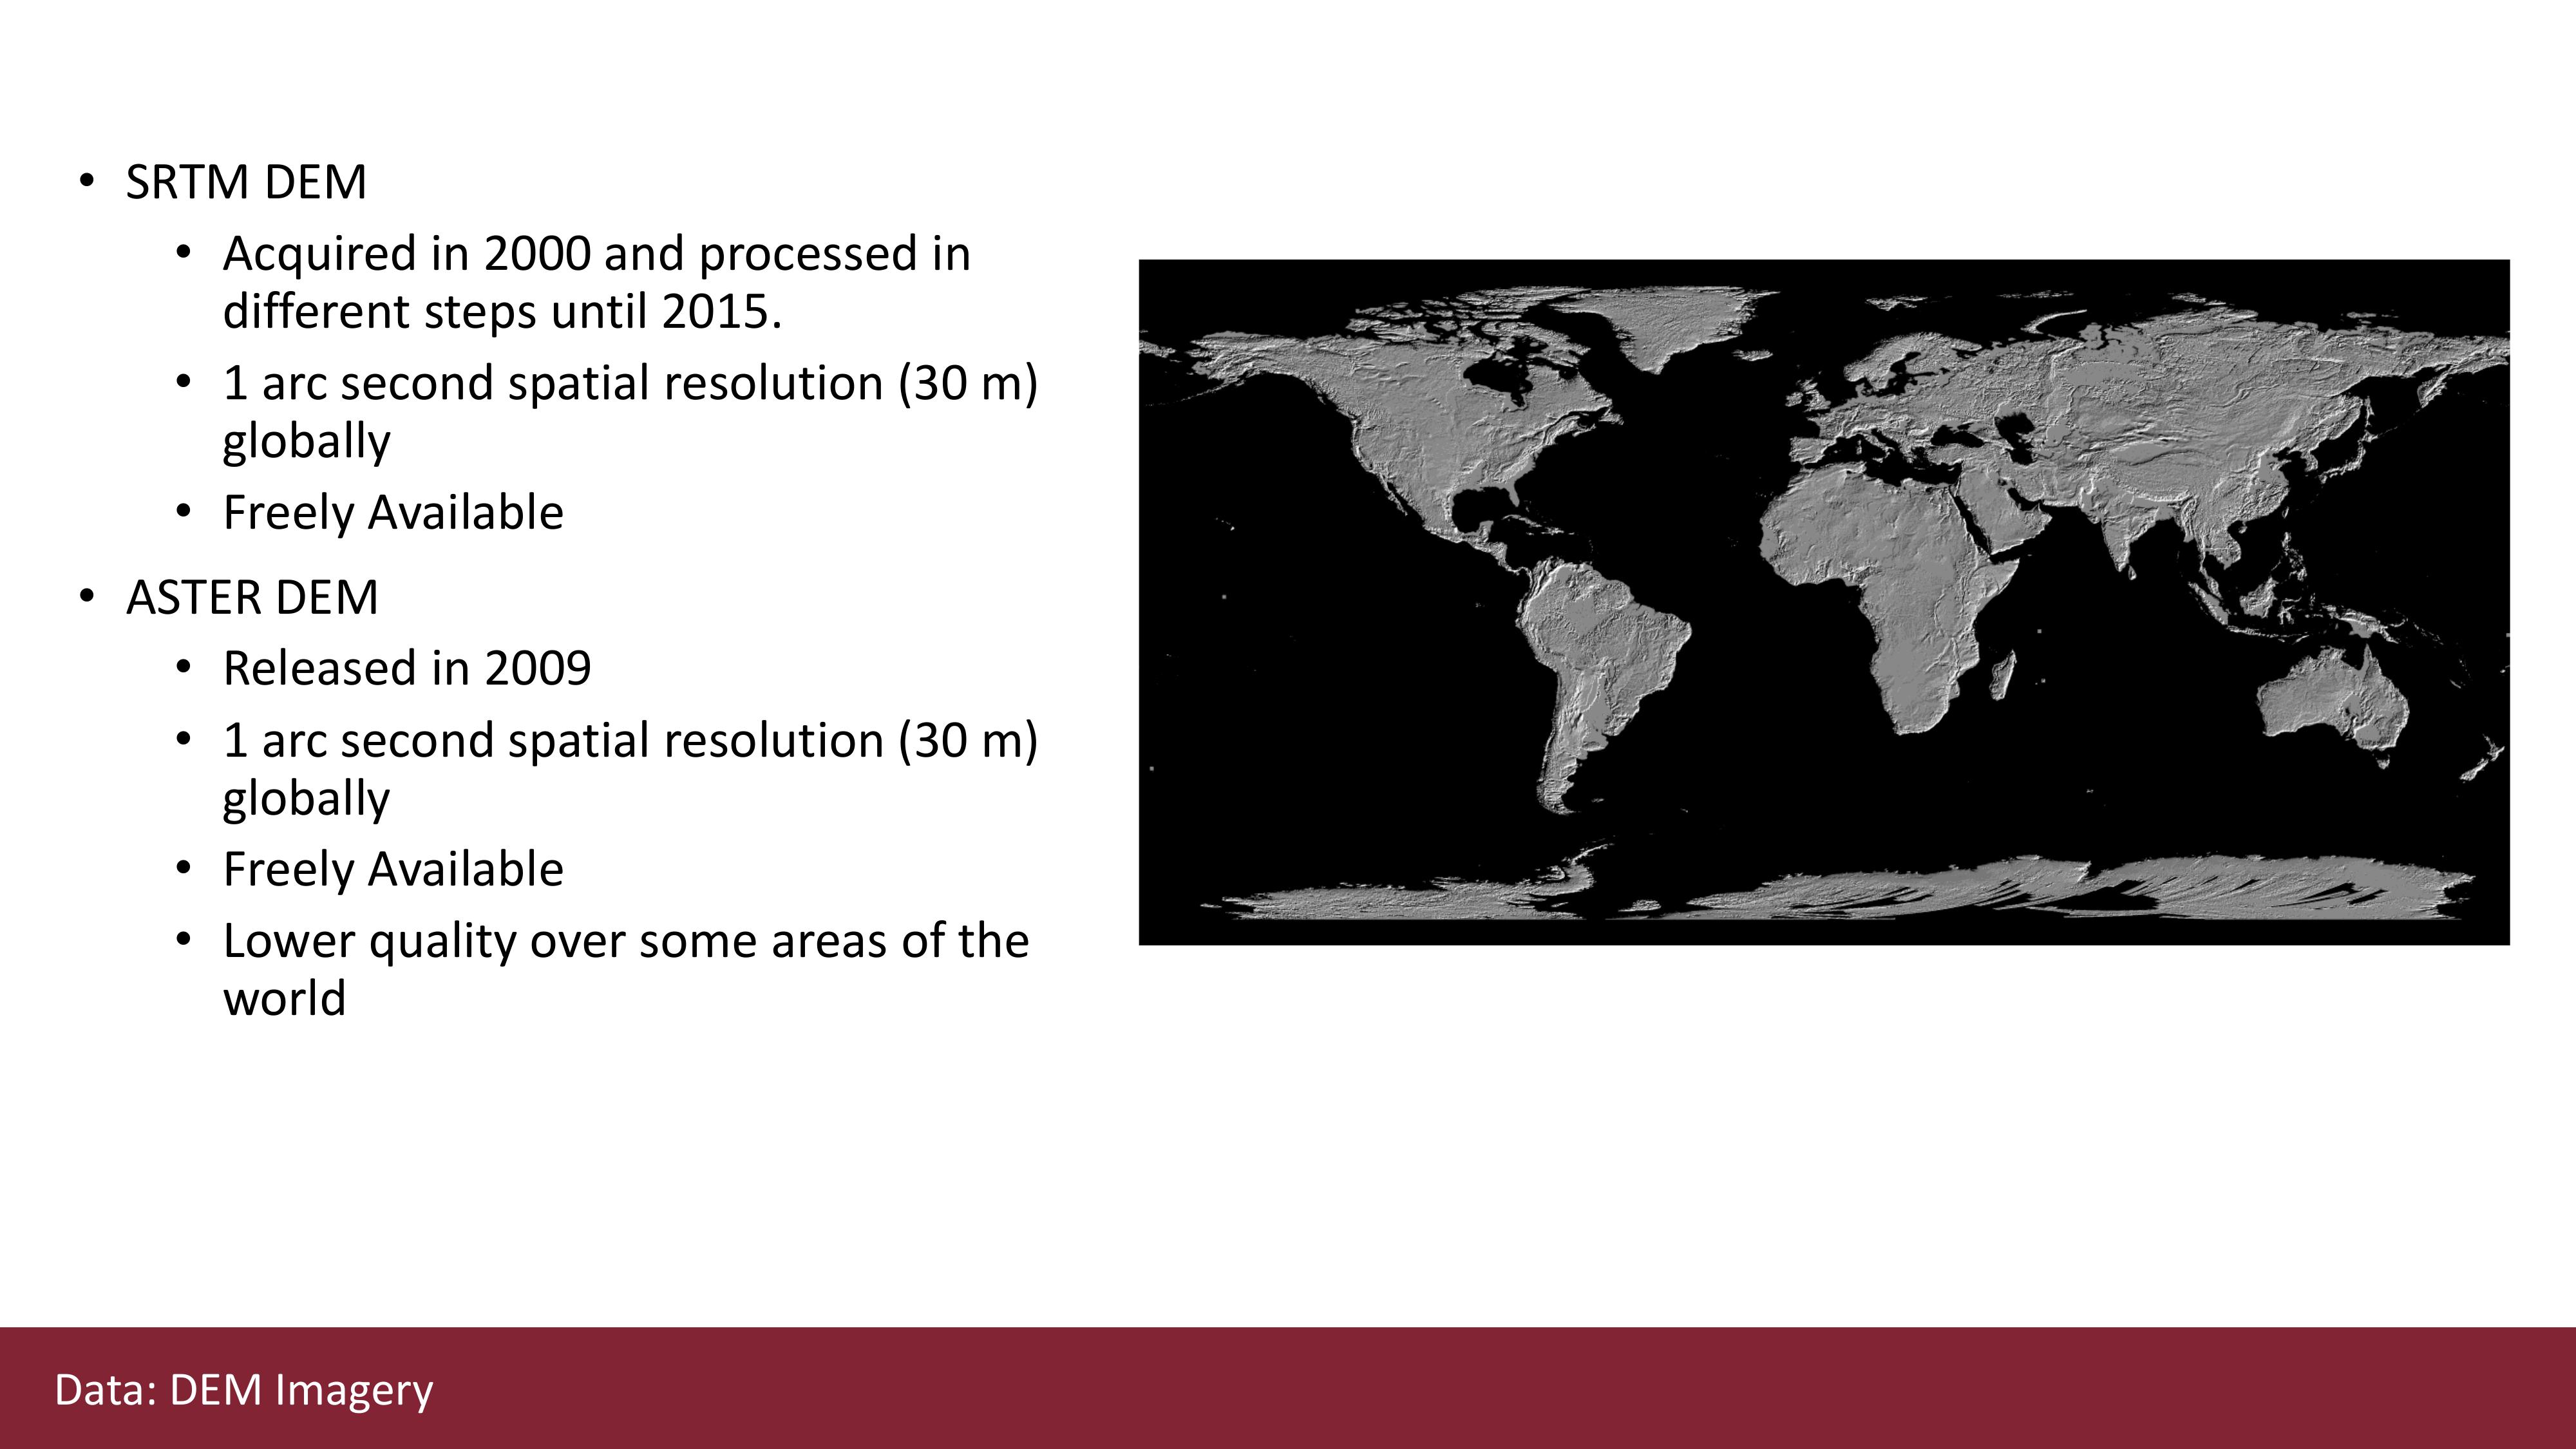 • SRTM DEM
• Acquired in 2000 and processed in
different steps until 2015.
• 1 arc second spatial resolution (30 m)
globally
• Freely Available
• ASTER DEM
• Released in 2009
• 1 arc second spatial resolution (30 m)
globally
• Freely Available
• Lower quality over some areas of the
world
Data: DEM Imagery